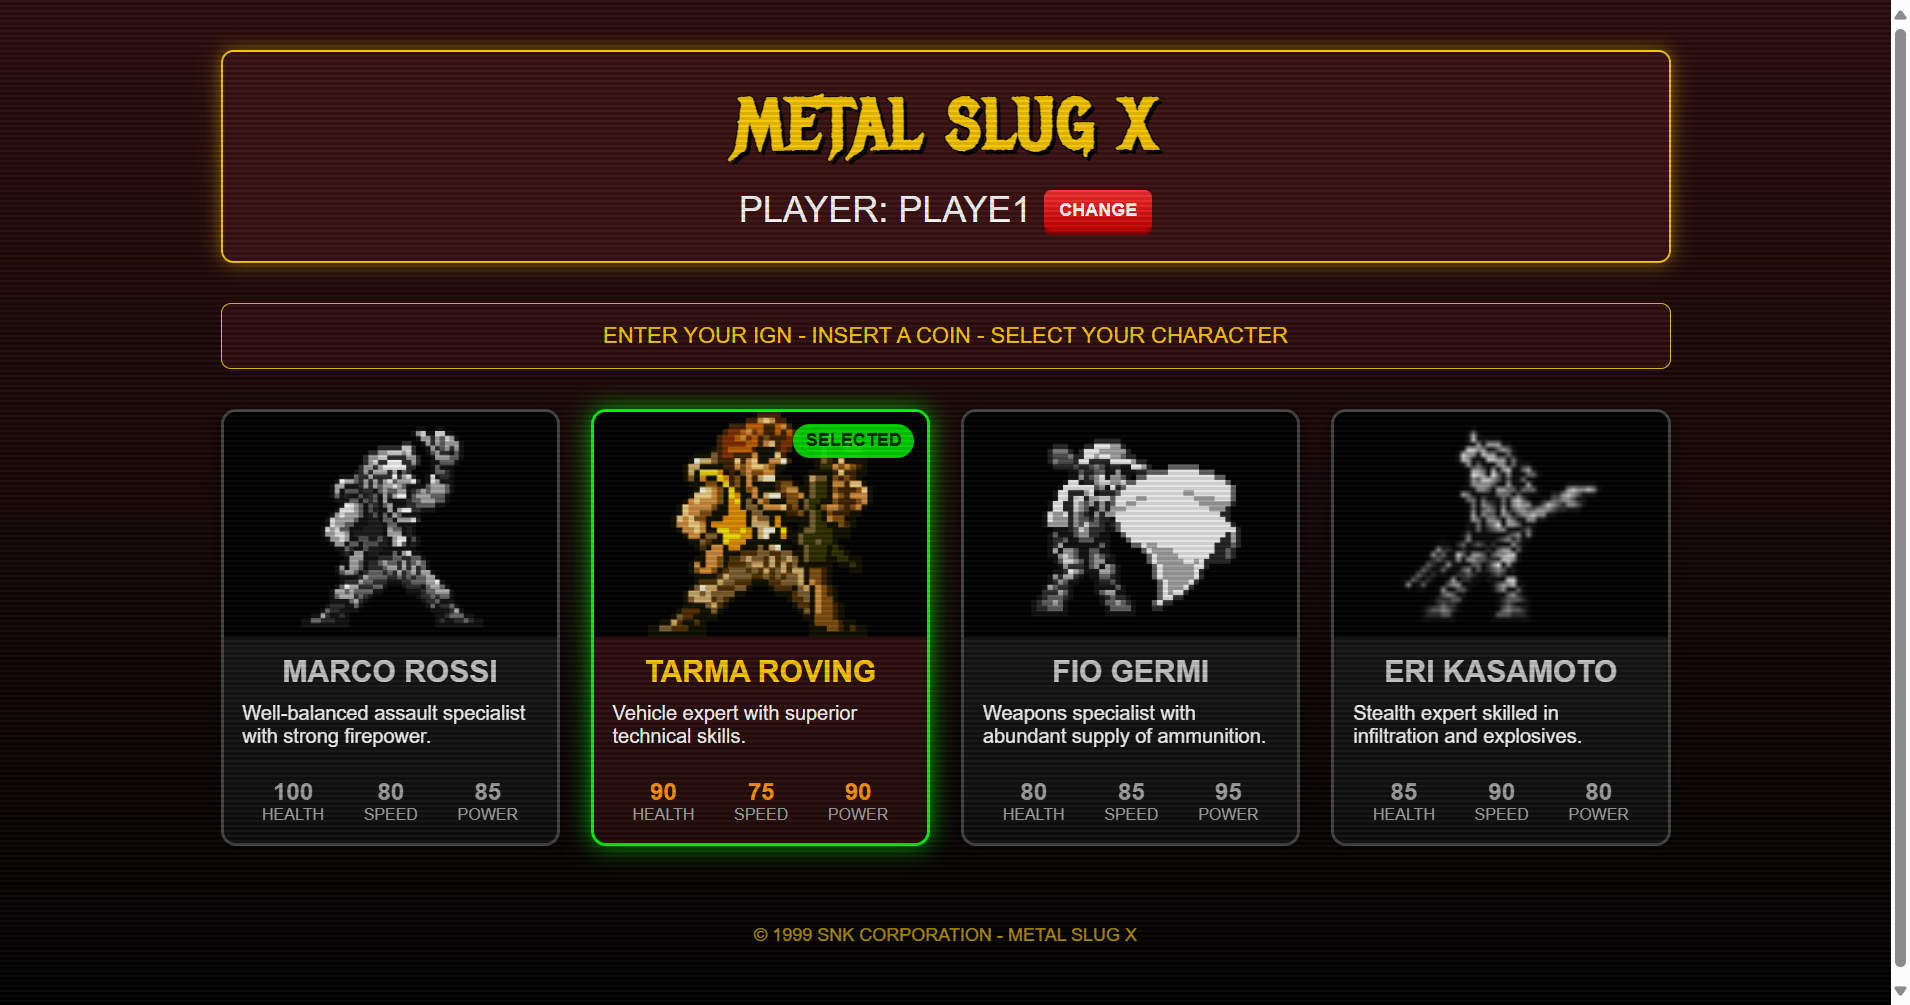 METAL SLUG X
PLAYER: PLAYE1 CHANGE
ENTER YOUR IGN - INSERT A COIN - SELECT YOUR CHARACTER
SELECTED
MARCO ROSSI
Well-balanced assault specialist
with strong firepower.
100 80 85
HEALTH SPEED POWER
TARMA ROVING
Vehicle expert with superior
technical skills.
90 75 90
HEALTH SPEED POWER
FIO GERMI
Weapons specialist with
abundant supply of ammunition.
80 85 95
HEALTH SPEED POWER
ERI KASAMOTO
Stealth expert skilled in
infiltration and explosives.
85 90 80
HEALTH SPEED POWER
© 1999 SNK CORPORATION - METAL SLUG X